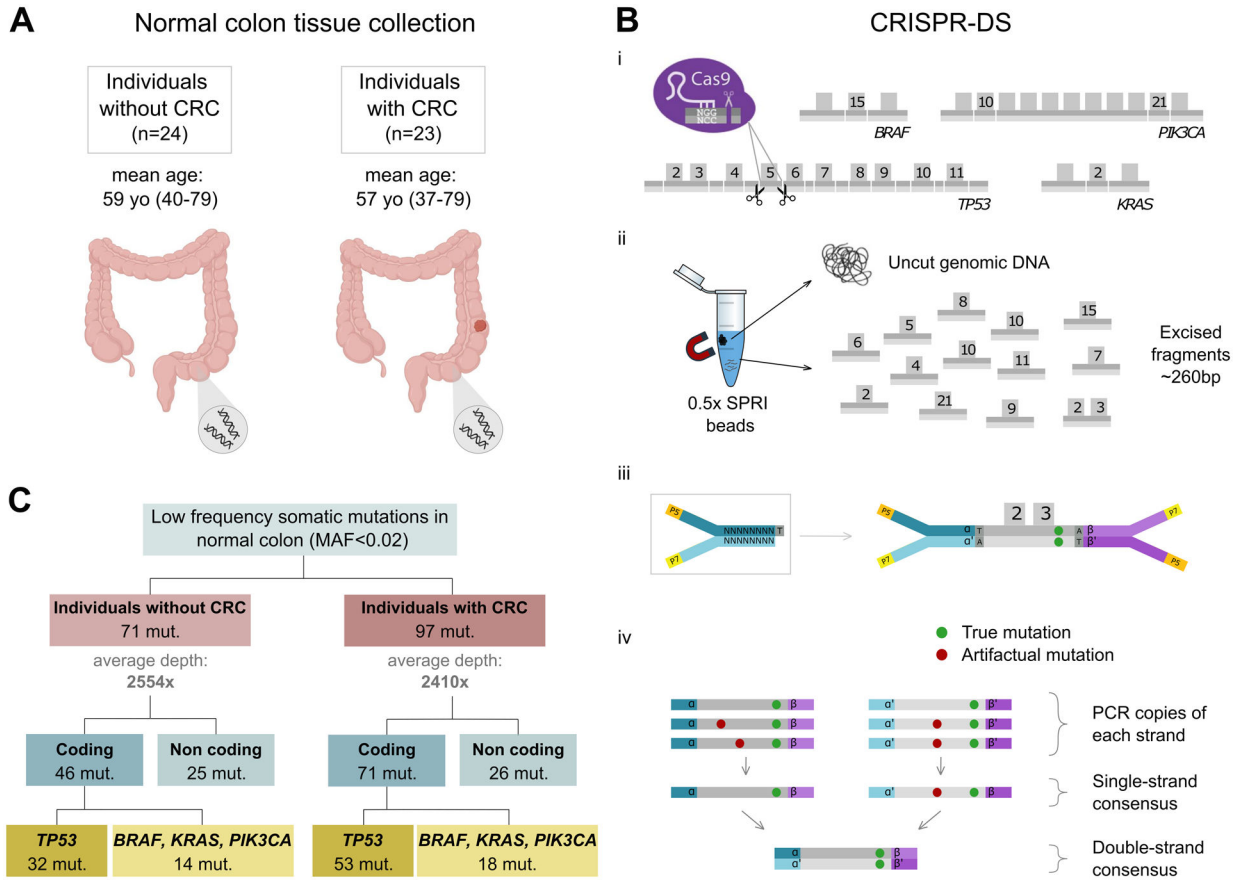 A
Normal colon tissue collection
Individuals
without CRC
(n=24)
Individuals
with CRC
(n=23)
mean age:
59 yo (40-79)
mean age:
57 yo (37-79)
B
CRISPR-DS
i
Cas9
NGG
NCC
15
BRAF
10
21
PIK3CA
2 3 4 5 6 7 8 9 10 11
TP53
2
KRAS
ii
Uncut genomic DNA
0.5x SPRI
beads
8
5
10
15
6
10
11
7
4
2
21
9
2 3
Excised
fragments
~260bp
iii
P5
NNNNNNNN T
NNNNNNNN
P7
2 3
P5
P7
α T A β
α' A T β'
P7
P5
iv
True mutation
Artifactual mutation
α β
α β
α β
α' β'
α' β'
α' β'
PCR copies of
each strand
α β
α' β'
Single-strand
consensus
α β
α' β'
Double-strand
consensus
C
Low frequency somatic mutations in
normal colon (MAF<0.02)
Individuals without CRC
71 mut.
Individuals with CRC
97 mut.
average depth:
2554x
average depth:
2410x
Coding
46 mut.
Non coding
25 mut.
Coding
71 mut.
Non coding
26 mut.
TP53
32 mut.
BRAF, KRAS, PIK3CA
14 mut.
TP53
53 mut.
BRAF, KRAS, PIK3CA
18 mut.